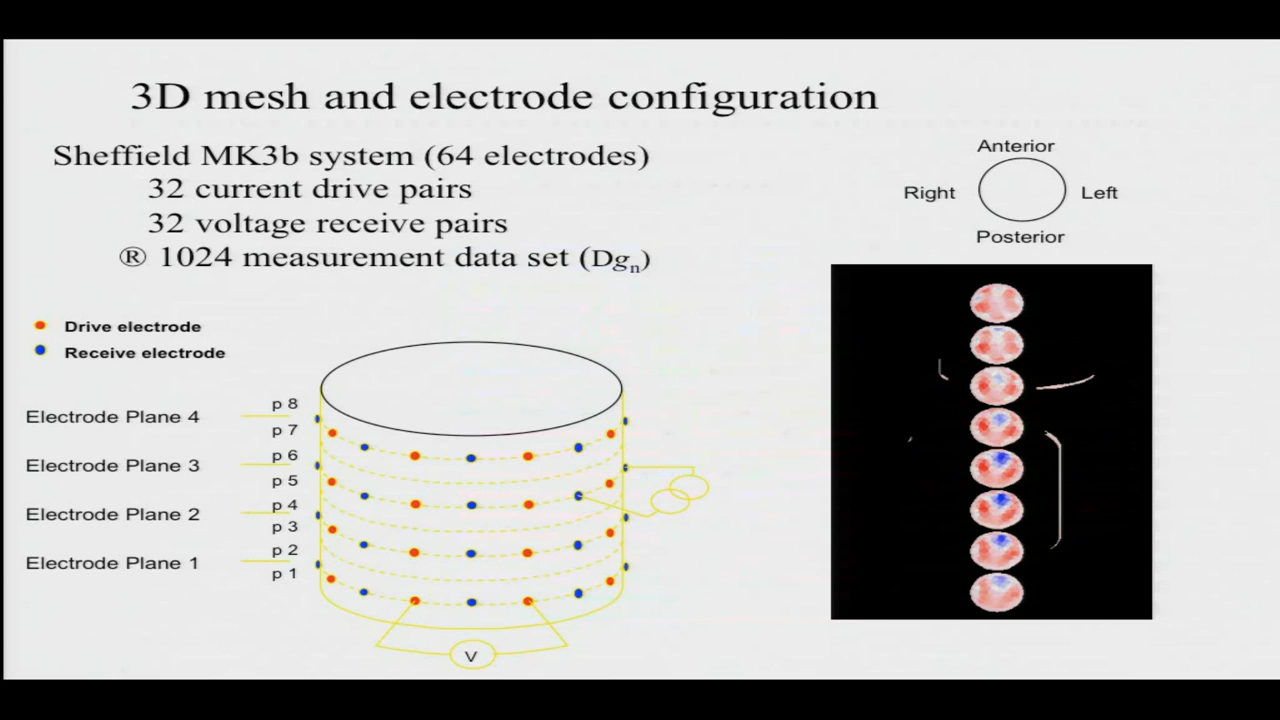 3D mesh and electrode configuration
Sheffield MK3b system (64 electrodes)
32 current drive pairs
32 voltage receive pairs
® 1024 measurement data set (Dgn)
Anterior
Right
Left
Posterior
Drive electrode
Receive electrode
Electrode Plane 4
Electrode Plane 3
Electrode Plane 2
Electrode Plane 1
p 8
p 7
p 6
p 5
p 4
p 3
p 2
p 1
V